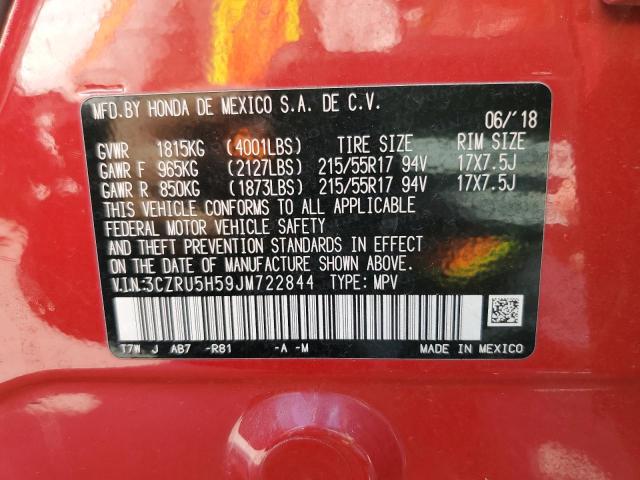 MFD.BY HONDA DE MEXICO S.A. DE C.V.
06/'18
GVWR 1815KG (4001LBS) TIRE SIZE RIM SIZE
GAWR F 965KG (2127LBS) 215/55R17 94V 17X7.5J
GAWR R 850KG (1873LBS) 215/55R17 94V 17X7.5J
THIS VEHICLE CONFORMS TO ALL APPLICABLE
FEDERAL MOTOR VEHICLE SAFETY
AND THEFT PREVENTION STANDARDS IN EFFECT
ON THE DATE OF MANUFACTURE SHOWN ABOVE.
V.I.N:3CZRU5H59JM722844 TYPE: MPV
T7W J AB7 -R81 -A -M MADE IN MEXICO